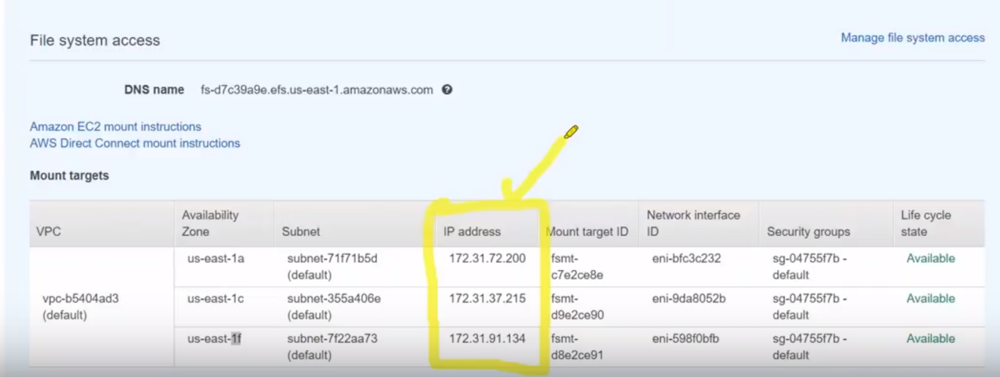 File system access
Manage file system access
DNS name fs-d7c39a9e.efs.us-east-1.amazonaws.com
Amazon EC2 mount instructions
AWS Direct Connect mount instructions
Mount targets
VPC Availability Zone Subnet IP address Mount target ID Network interface ID Security groups Life cycle state
vpc-b5404ad3 (default)
us-east-1a subnet-71f71b5d (default) 172.31.72.200 fsmt-c7e2ce8e eni-bfc3c232 sg-04755f7b - default Available
us-east-1c subnet-355a406e (default) 172.31.37.215 fsmt-d9e2ce90 eni-9da8052b sg-04755f7b - default Available
us-east-1f subnet-7f22aa73 (default) 172.31.91.134 fsmt-d8e2ce91 eni-598f0bfb sg-04755f7b - default Available